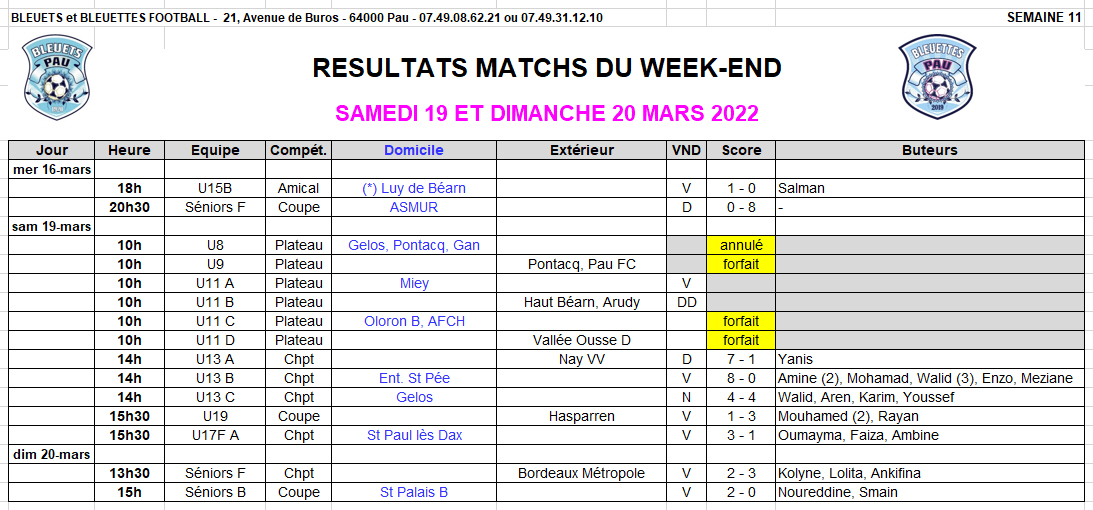 BLEUETS et BLEUETTES FOOTBALL - 21, Avenue de Buros - 64000 Pau - 07.49.08.62.21 ou 07.49.31.12.10 SEMAINE 11
BLEUETS PAU
BLEUETTES PAU 2019
RESULTATS MATCHS DU WEEK-END
SAMEDI 19 ET DIMANCHE 20 MARS 2022
Jour Heure Equipe Compét. Domicile Extérieur VND Score Buteurs
mer 16-mars
18h U15B Amical (*) Luy de Béarn V 1 - 0 Salman
20h30 Séniors F Coupe ASMUR D 0 - 8 -
sam 19-mars
10h U8 Plateau Gelos, Pontacq, Gan annulé
10h U9 Plateau Pontacq, Pau FC forfait
10h U11 A Plateau Miey V
10h U11 B Plateau Haut Béarn, Arudy DD
10h U11 C Plateau Oloron B, AFCH forfait
10h U11 D Plateau Vallée Ousse D forfait
14h U13 A Chpt Nay VV D 7 - 1 Yanis
14h U13 B Chpt Ent. St Pée V 8 - 0 Amine (2), Mohamad, Walid (3), Enzo, Meziane
14h U13 C Chpt Gelos N 4 - 4 Walid, Aren, Karim, Youssef
15h30 U19 Coupe Hasparren V 1 - 3 Mouhamed (2), Rayan
15h30 U17F A Chpt St Paul lès Dax V 3 - 1 Oumayma, Faiza, Ambine
dim 20-mars
13h30 Séniors F Chpt Bordeaux Métropole V 2 - 3 Kolyne, Lolita, Ankifina
15h Séniors B Coupe St Palais B V 2 - 0 Noureddine, Smain